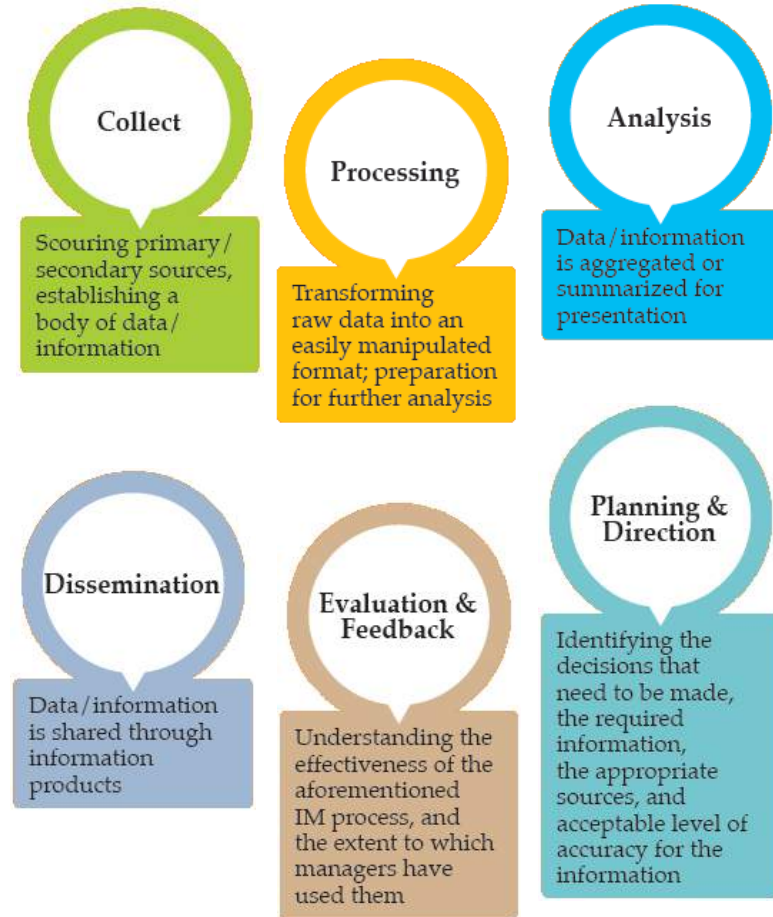 Collect
Scouring primary/
secondary sources,
establishing a
body of data/
information
Processing
Transforming
raw data into an
easily manipulated
format; preparation
for further analysis
Analysis
Data/information
is aggregated or
summarized for
presentation
Dissemination
Data/information
is shared through
information
products
Evaluation &
Feedback
Understanding the
effectiveness of the
aforementioned
IM process, and
the extent to which
managers have
used them
Planning &
Direction
Identifying the
decisions that
need to be made,
the required
information,
the appropriate
sources, and
acceptable level of
accuracy for the
information